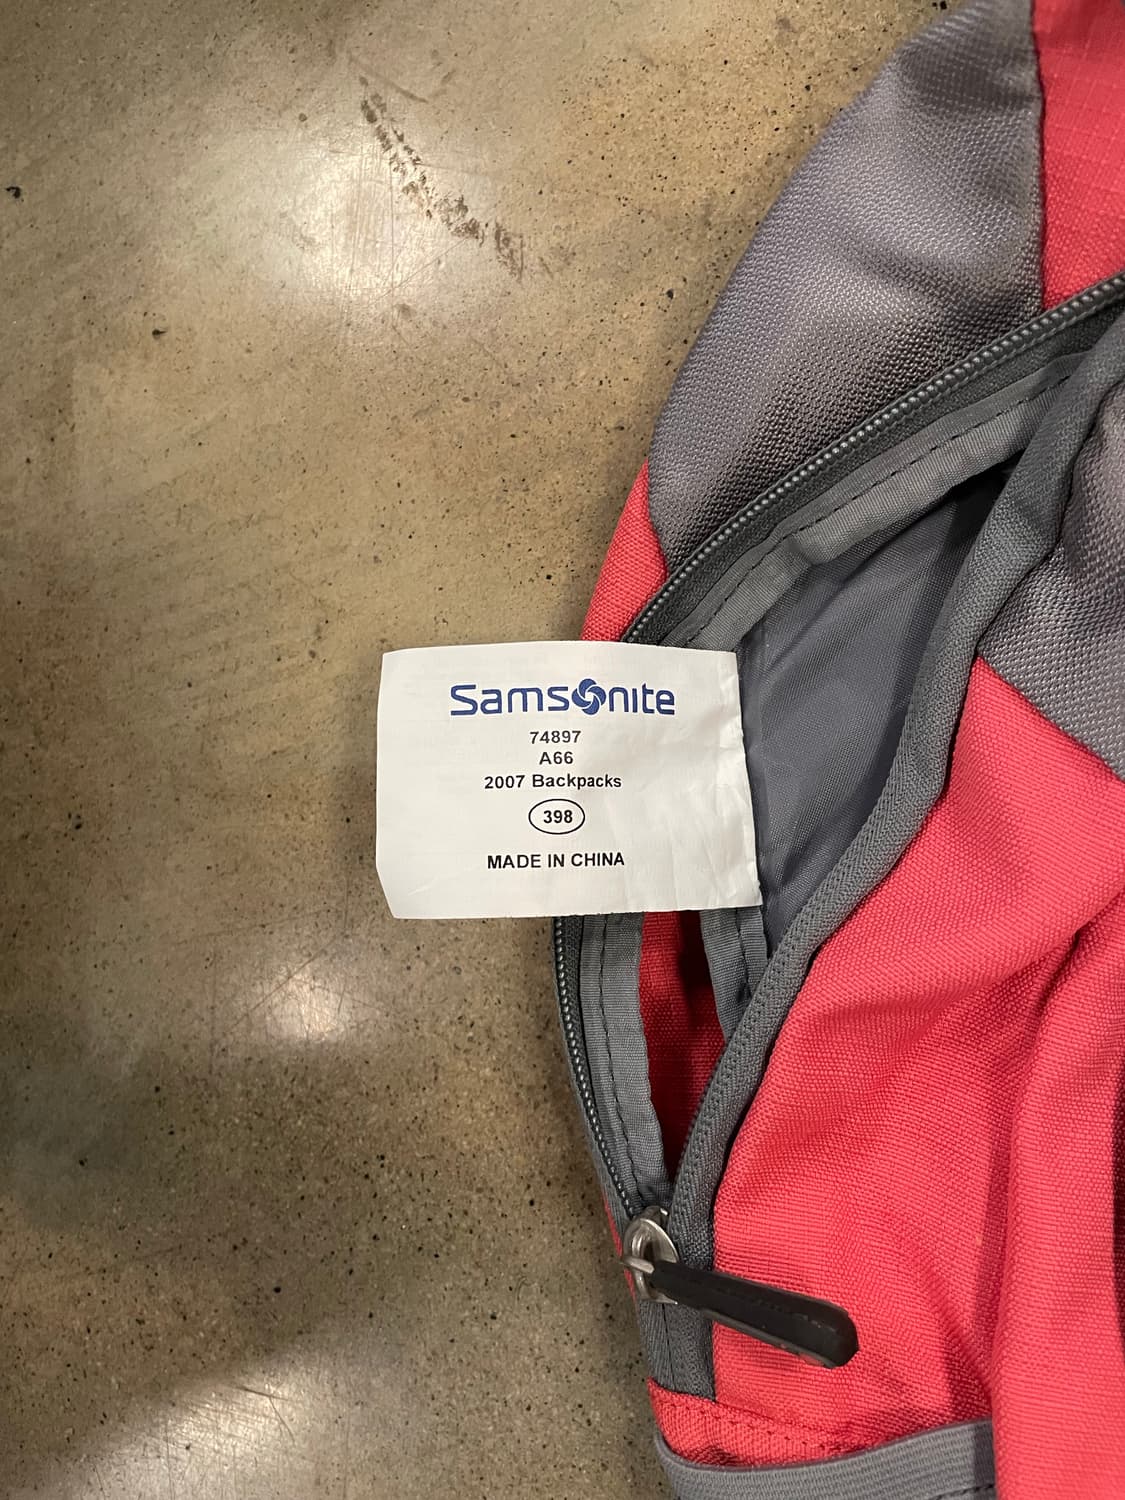 Samsonite
74897
A66
2007 Backpacks
398
MADE IN CHINA